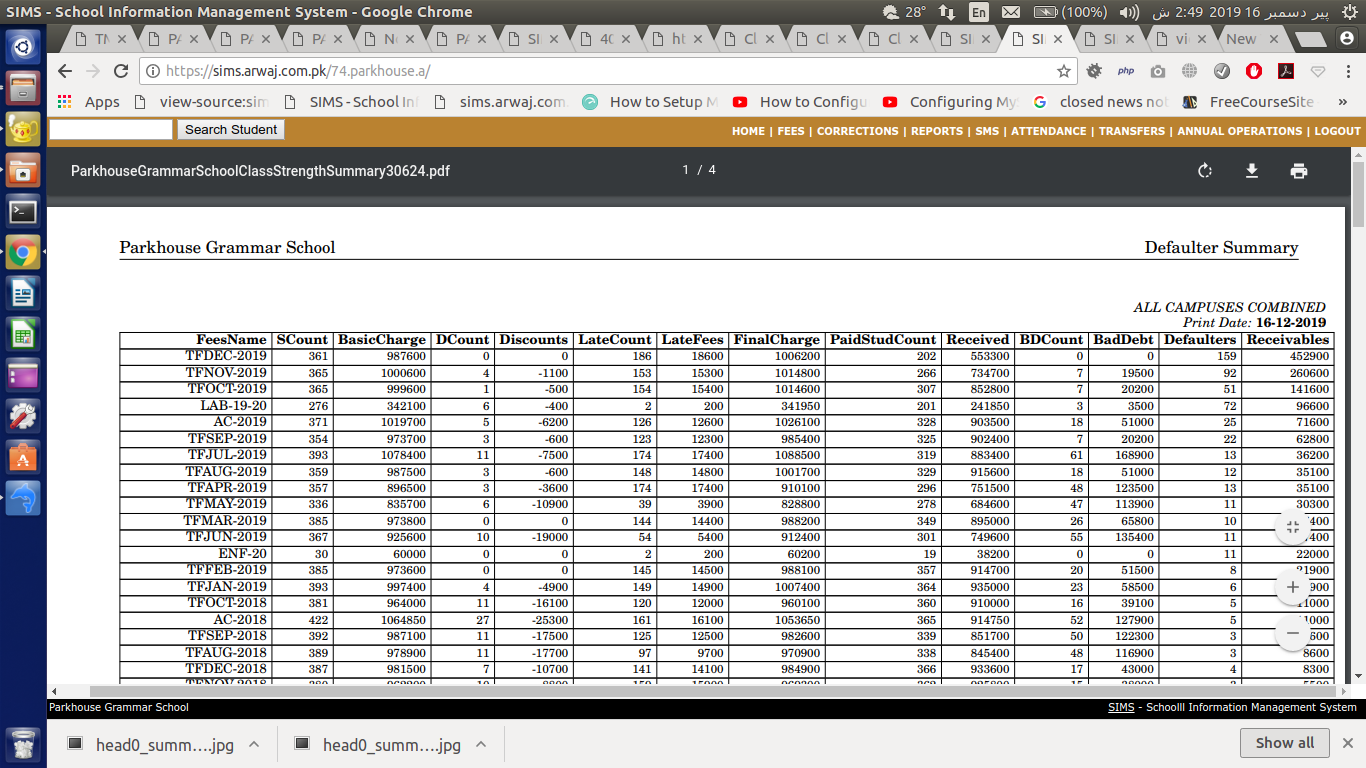 SIMS - School Information Management System - Google Chrome 28° En (100%) پیر دسمبر 16 2019 2:49 ش
TN PA PA PA N PA SI 40 ht Cl Cl Cl SI SI SI vi New
https://sims.arwaj.com.pk/74.parkhouse.a/ php
Apps view-source:sim SIMS - School In sims.arwaj.com. How to Setup M How to Configu Configuring My closed news not FreeCourseSite »
Search Student HOME | FEES | CORRECTIONS | REPORTS | SMS | ATTENDANCE | TRANSFERS | ANNUAL OPERATIONS | LOGOUT
ParkhouseGrammarSchoolClassStrengthSummary30624.pdf 1 / 4
Parkhouse Grammar School Defaulter Summary
ALL CAMPUSES COMBINED
Print Date: 16-12-2019
FeesName SCount BasicCharge DCount Discounts LateCount LateFees FinalCharge PaidStudCount Received BDCount BadDebt Defaulters Receivables
TFDEC-2019 361 987600 0 0 186 18600 1006200 202 553300 0 0 159 452900
TFNOV-2019 365 1000600 4 -1100 153 15300 1014800 266 734700 7 19500 92 260600
TFOCT-2019 365 999600 1 -500 154 15400 1014600 307 852800 7 20200 51 141600
LAB-19-20 276 342100 6 -400 2 200 341950 201 241850 3 3500 72 96600
AC-2019 371 1019700 5 -6200 126 12600 1026100 328 903500 18 51000 25 71600
TFSEP-2019 354 973700 3 -600 123 12300 985400 325 902400 7 20200 22 62800
TFJUL-2019 393 1078400 11 -7500 174 17400 1088500 319 883400 61 168900 13 36200
TFAUG-2019 359 987500 3 -600 148 14800 1001700 329 915600 18 51000 12 35100
TFAPR-2019 357 896500 3 -3600 174 17400 910100 296 751500 48 123500 13 35100
TFMAY-2019 336 835700 6 -10900 39 3900 828800 278 684600 47 113900 11 30300
TFMAR-2019 385 973800 0 0 144 14400 988200 349 895000 26 65800 10
TFJUN-2019 367 925600 10 -19000 54 5400 912400 301 749600 55 135400 11
ENF-20 30 60000 0 0 2 200 60200 19 38200 0 0 11 22000
TFFEB-2019 385 973600 0 0 145 14500 988100 357 914700 20 51500 8 21900
TFJAN-2019 393 997400 4 -4900 149 14900 1007400 364 935000 23 58500 6
TFOCT-2018 381 964000 11 -16100 120 12000 960100 360 910000 16 39100 5 11000
AC-2018 422 1064850 27 -25300 161 16100 1053650 365 914750 52 127900 5 11000
TFSEP-2018 392 987100 11 -17500 125 12500 982600 339 851700 50 122300 3
TFAUG-2018 389 978900 11 -17700 97 9700 970900 338 845400 48 116900 3 8600
TFDEC-2018 387 981500 7 -10700 141 14100 984900 366 933600 17 43000 4 8300
Parkhouse Grammar School SIMS - Schoolll Information Management System
head0_summ....jpg head0_summ....jpg Show all